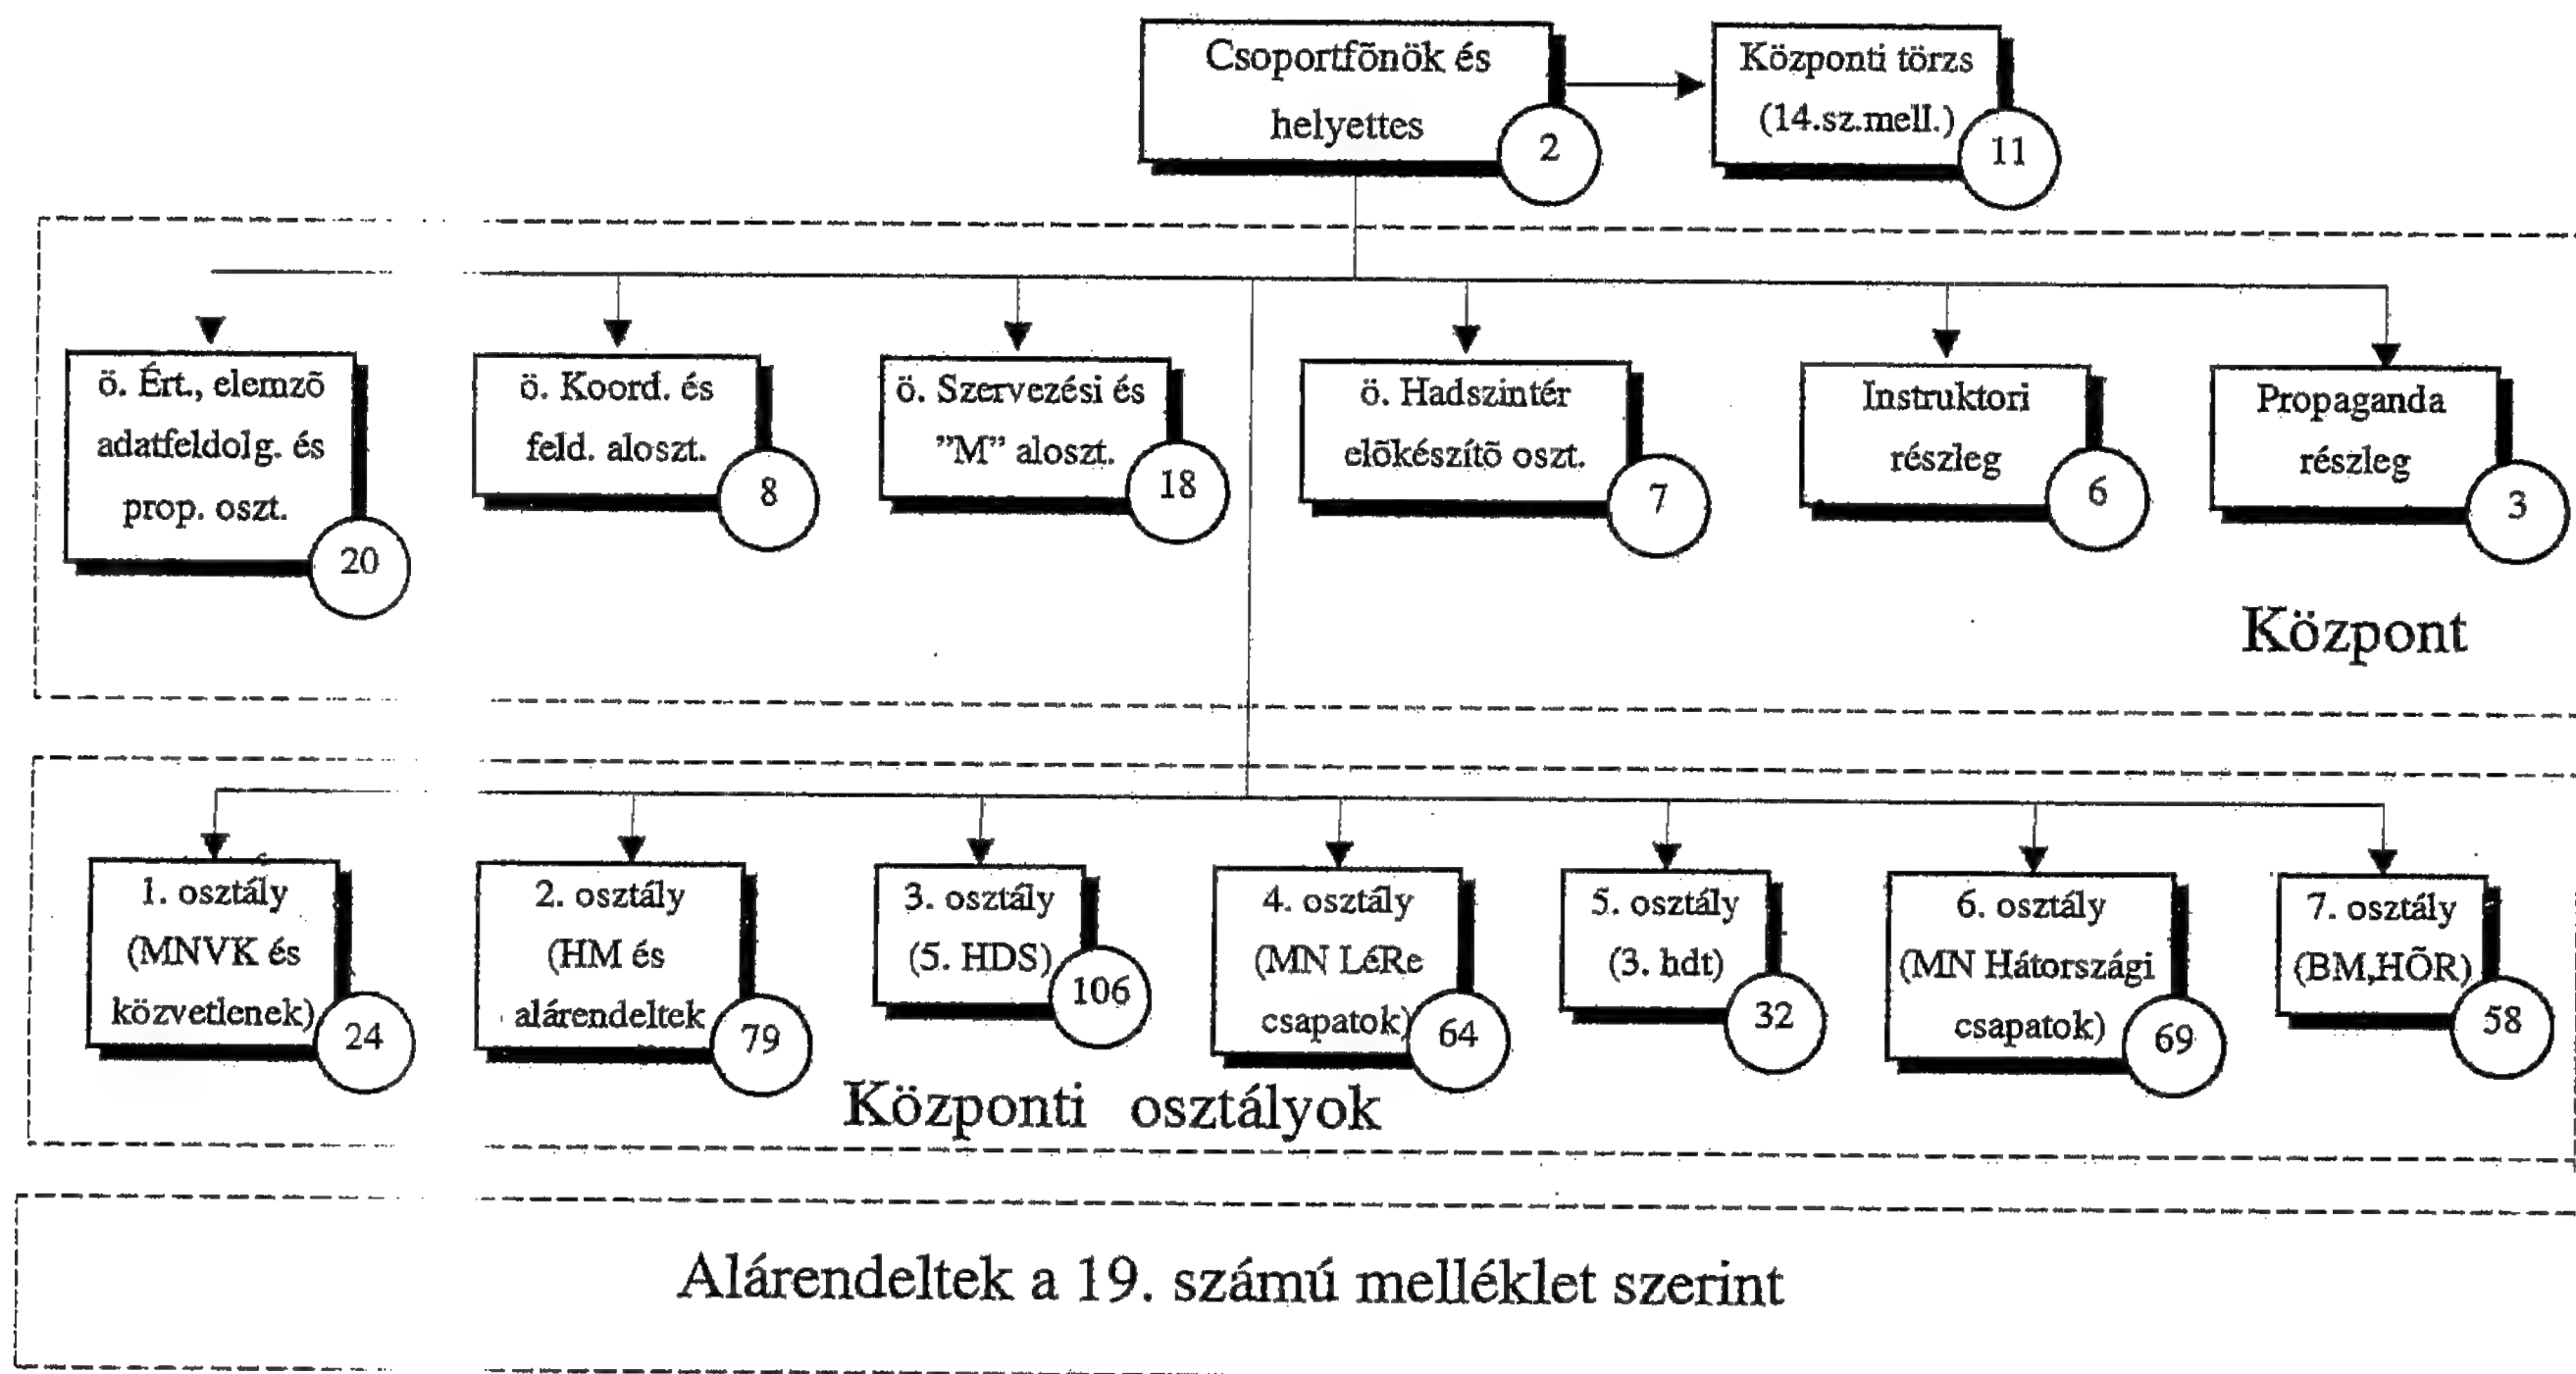 Csoportfõnök és
helyettes
2
Központi törzs
(14.sz.mell.)
11
ö. Ért., elemzõ
adatfeldolg. és
prop. oszt.
20
ö. Koord. és
feld. aloszt.
8
ö. Szervezési és
”M” aloszt.
18
ö. Hadszintér
elõkészítõ oszt.
7
Instruktori
részleg
6
Propaganda
részleg
3
Központ
1. osztály
(MNVK és
közvetlenek)
24
2. osztály
(HM és
alárendeltek
79
3. osztály
(5. HDS)
106
4. osztály
(MN LéRe
csapatok)
64
5. osztály
(3. hdt)
32
6. osztály
(MN Hátországi
csapatok)
69
7. osztály
(BM,HÕR)
58
Központi osztályok
Alárendeltek a 19. számú melléklet szerint